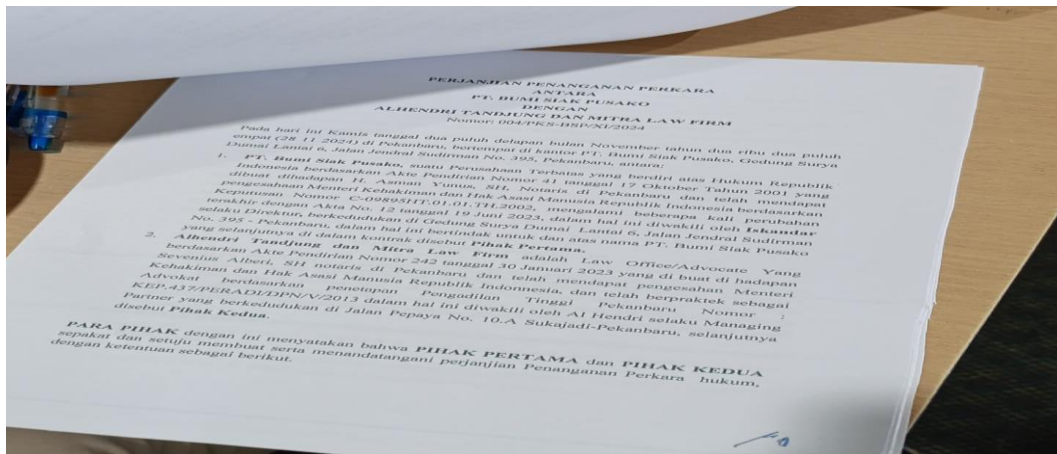 PERJANJIAN PENANGANAN PERKARA
ANTARA
PT. BUMI SIAK PUSAKO
DENGAN
ALHENDRI TANDJUNG DAN MITRA LAW FIRM
Nomor: 004/PKS-BSP/XI/2024
Pada hari ini Kamis tanggal dua puluh delapan bulan November tahun dua ribu dua puluh
empat (28-11-2024) di Pekanbaru, bertempat di kantor PT. Bumi Siak Pusako, Gedung Surya
Dumai Lantai 6, Jalan Jendral Sudirman No. 395, Pekanbaru, antara;
1. PT. Bumi Siak Pusako, suatu Perusahaan Terbatas yang berdiri atas Hukum Republik
Indonesia berdasarkan Akte Pendirian Nomor 41 tanggal 17 Oktober Tahun 2001 yang
dibuat dihadapan H. Asman Yunus, SH, Notaris di Pekanbaru dan telah mendapat
pengesahaan Menteri Kehakiman dan Hak Asasi Manusia Republik Indonesia berdasarkan
Keputusan Nomor C-09895HT.01.01.TH.2002, mengalami beberapa kali perubahan
terakhir dengan Akta No. 12 tanggal 19 Juni 2023, dalam hal ini diwakili oleh Iskandar
selaku Direktur, berkedudukan di Gedung Surya Dumai Lantai 6, Jalan Jendral Sudirman
No. 395 - Pekanbaru, dalam hal ini bertindak untuk dan atas nama PT. Bumi Siak Pusako
yang selanjutnya di dalam kontrak disebut Pihak Pertama.
2. Alhendri Tandjung dan Mitra Law Firm adalah Law Office/Advocate Yang
berdasarkan Akte Pendirian Nomor 242 tanggal 30 Januari 2023 yang di buat di hadapan
Sevenius Alberi, SH notaris di Pekanbaru dan telah mendapat pengesahan Menteri
Kehakiman dan Hak Asasi Manusia Republik Indonnesia, dan telah berpraktek sebagai
Advokat berdasarkan penetapan Pengadilan Tinggi Pekanbaru Nomor :
KEP.437/PERADI/DPN/V/2013 dalam hal ini diwakili oleh Al Hendri selaku Managing
Partner yang berkedudukan di Jalan Pepaya No. 10.A Sukajadi-Pekanbaru, selanjutnya
disebut Pihak Kedua.
PARA PIHAK dengan ini menyatakan bahwa PIHAK PERTAMA dan PIHAK KEDUA
sepakat dan setuju membuat serta menandatangani perjanjian Penanganan Perkara hukum,
dengan ketentuan sebagai berikut.